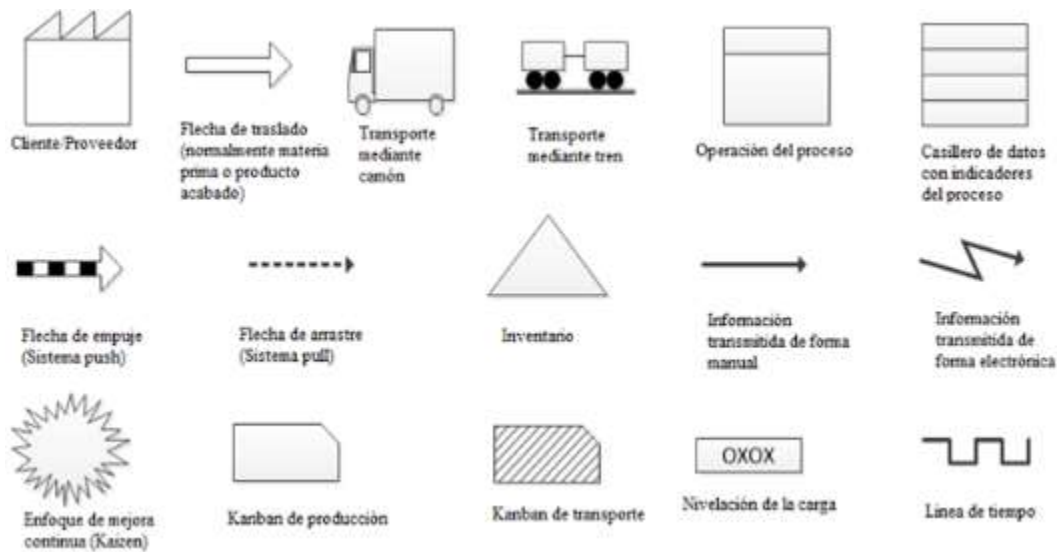 Cliente/Proveedor
Flecha de traslado
(normalmente materia
prima o producto
acabado)
Transporte
mediante
camón
Transporte
mediante tren
Operación del proceso
Casillero de datos
con indicadores
del proceso
Flecha de empuje
(Sistema push)
Flecha de arrastre
(Sistema pull)
Inventario
Información
transmitida de forma
manual
Información
transmitida de
forma electrónica
Enfoque de mejora
continua (Kaizen)
Kanban de producción
Kanban de transporte
OXOX
Nivelación de la carga
Línea de tiempo